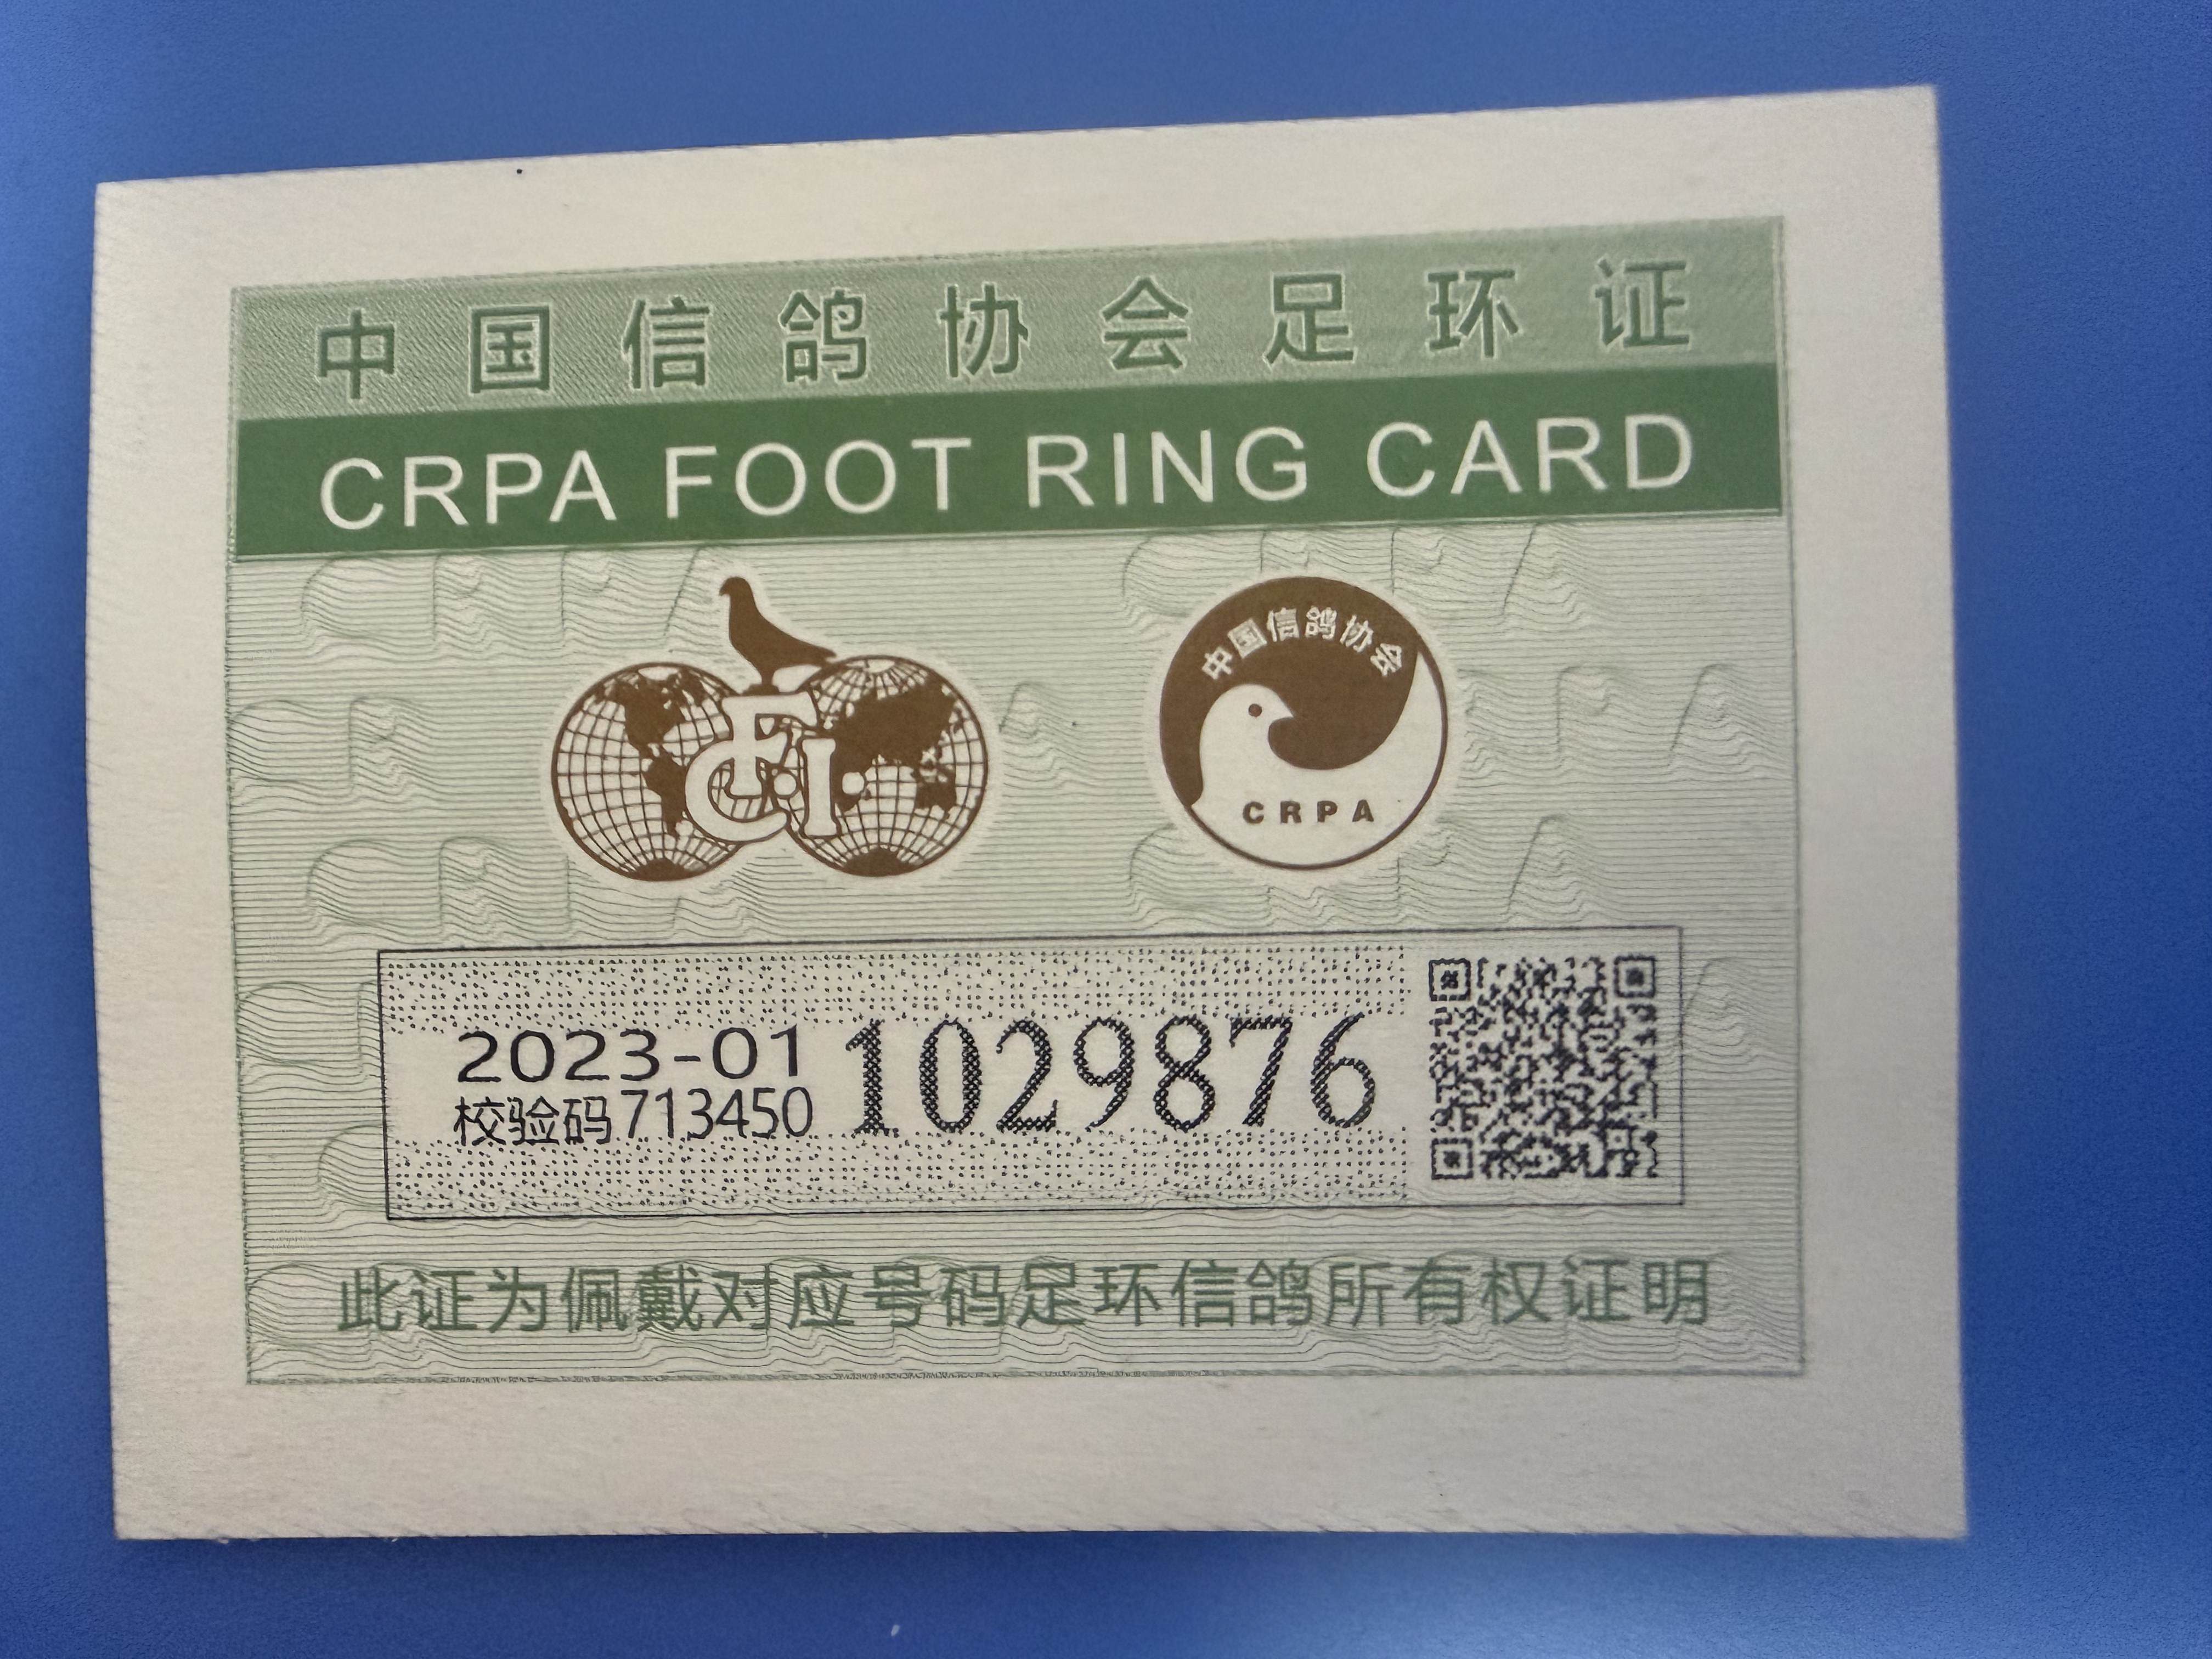 中国信鸽协会足环证
CRPA FOOT RING CARD
F
C.I.
中国信鸽协会
CRPA
2023-01 1029876
校验码713450
此证为佩戴对应号码足环信鸽所有权证明